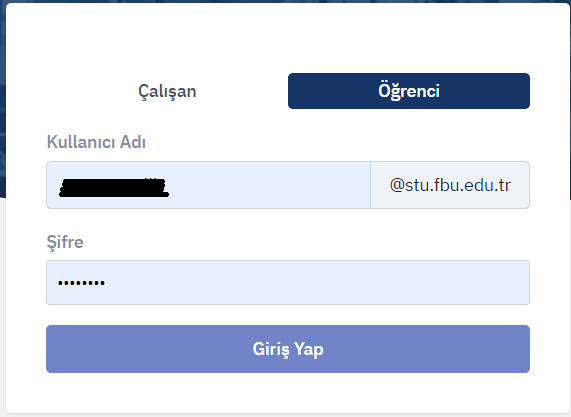 Çalışan
Öğrenci
Kullanıcı Adı
@stu.fbu.edu.tr
Şifre
••••••••
Giriş Yap